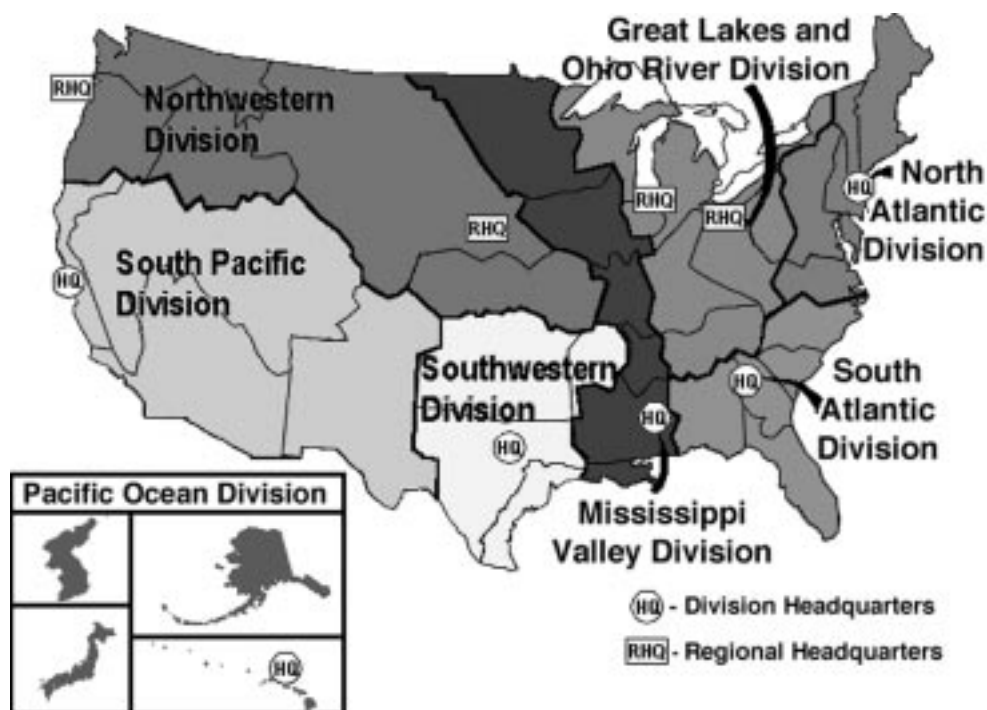 Great Lakes and
Ohio River Division
RHQ
Northwestern
Division
RHQ
RHQ
RHQ
HQ
North
Atlantic
Division
South Pacific
Division
HQ
Southwestern
Division
HQ
HQ
HQ
South
Atlantic
Division
Mississippi
Valley Division
Pacific Ocean Division
HQ
HQ - Division Headquarters
RHQ - Regional Headquarters